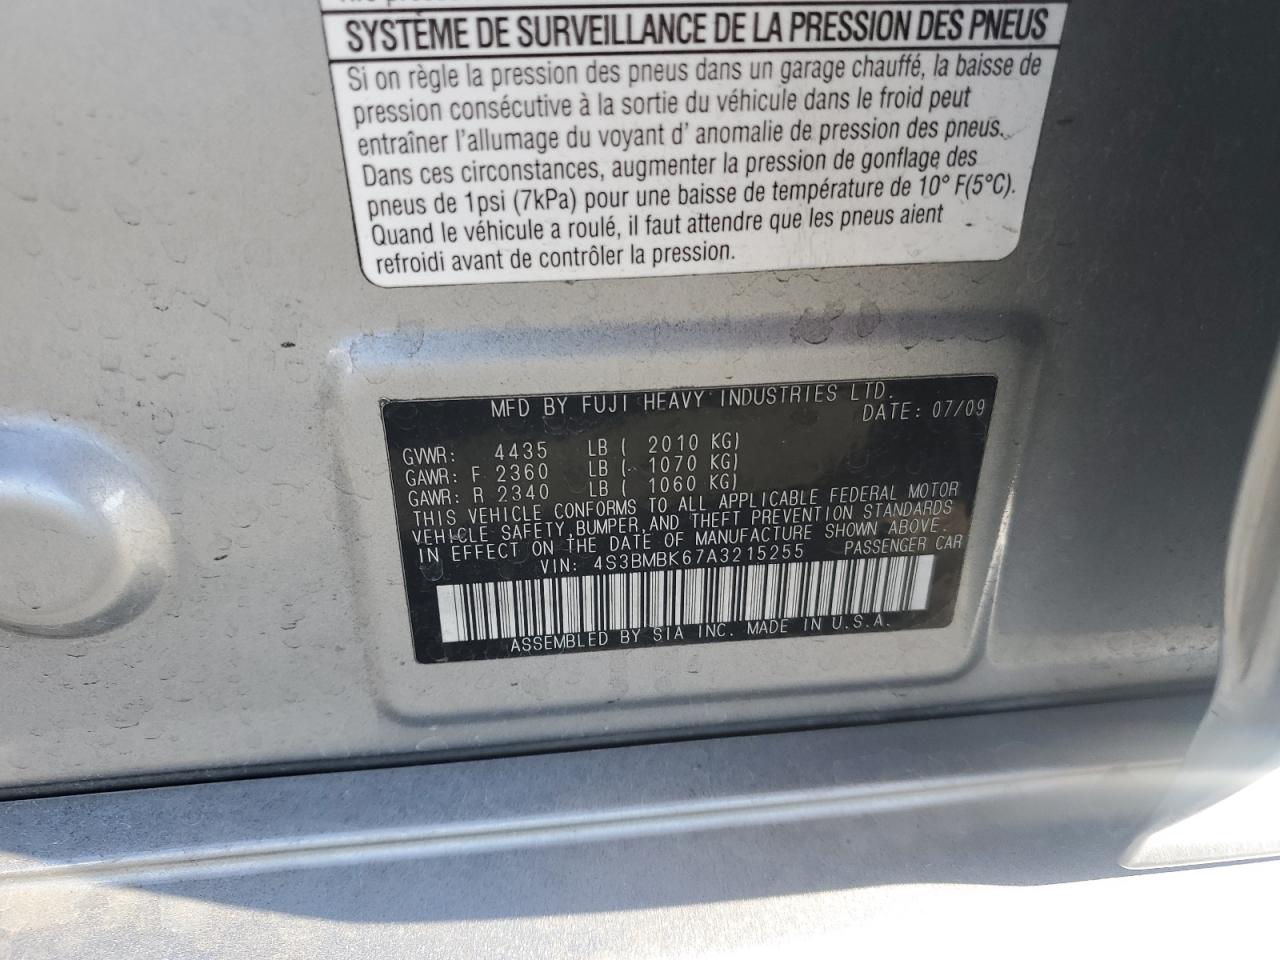 SYSTÈME DE SURVEILLANCE DE LA PRESSION DES PNEUS
Si on règle la pression des pneus dans un garage chauffé, la baisse de
pression consécutive à la sortie du véhicule dans le froid peut
entraîner l'allumage du voyant d' anomalie de pression des pneus.
Dans ces circonstances, augmenter la pression de gonflage des
pneus de 1psi (7kPa) pour une baisse de température de 10° F(5°C).
Quand le véhicule a roulé, il faut attendre que les pneus aient
refroidi avant de contrôler la pression.
MFD BY FUJI HEAVY INDUSTRIES LTD.
DATE: 07/09
GVWR: 4435 LB ( 2010 KG)
GAWR: F 2360 LB ( 1070 KG)
GAWR: R 2340 LB ( 1060 KG)
THIS VEHICLE CONFORMS TO ALL APPLICABLE FEDERAL MOTOR
VEHICLE SAFETY, BUMPER, AND THEFT PREVENTION STANDARDS
IN EFFECT ON THE DATE OF MANUFACTURE SHOWN ABOVE.
VIN: 4S3BMBK67A3215255 PASSENGER CAR
ASSEMBLED BY SIA INC. MADE IN U.S.A.